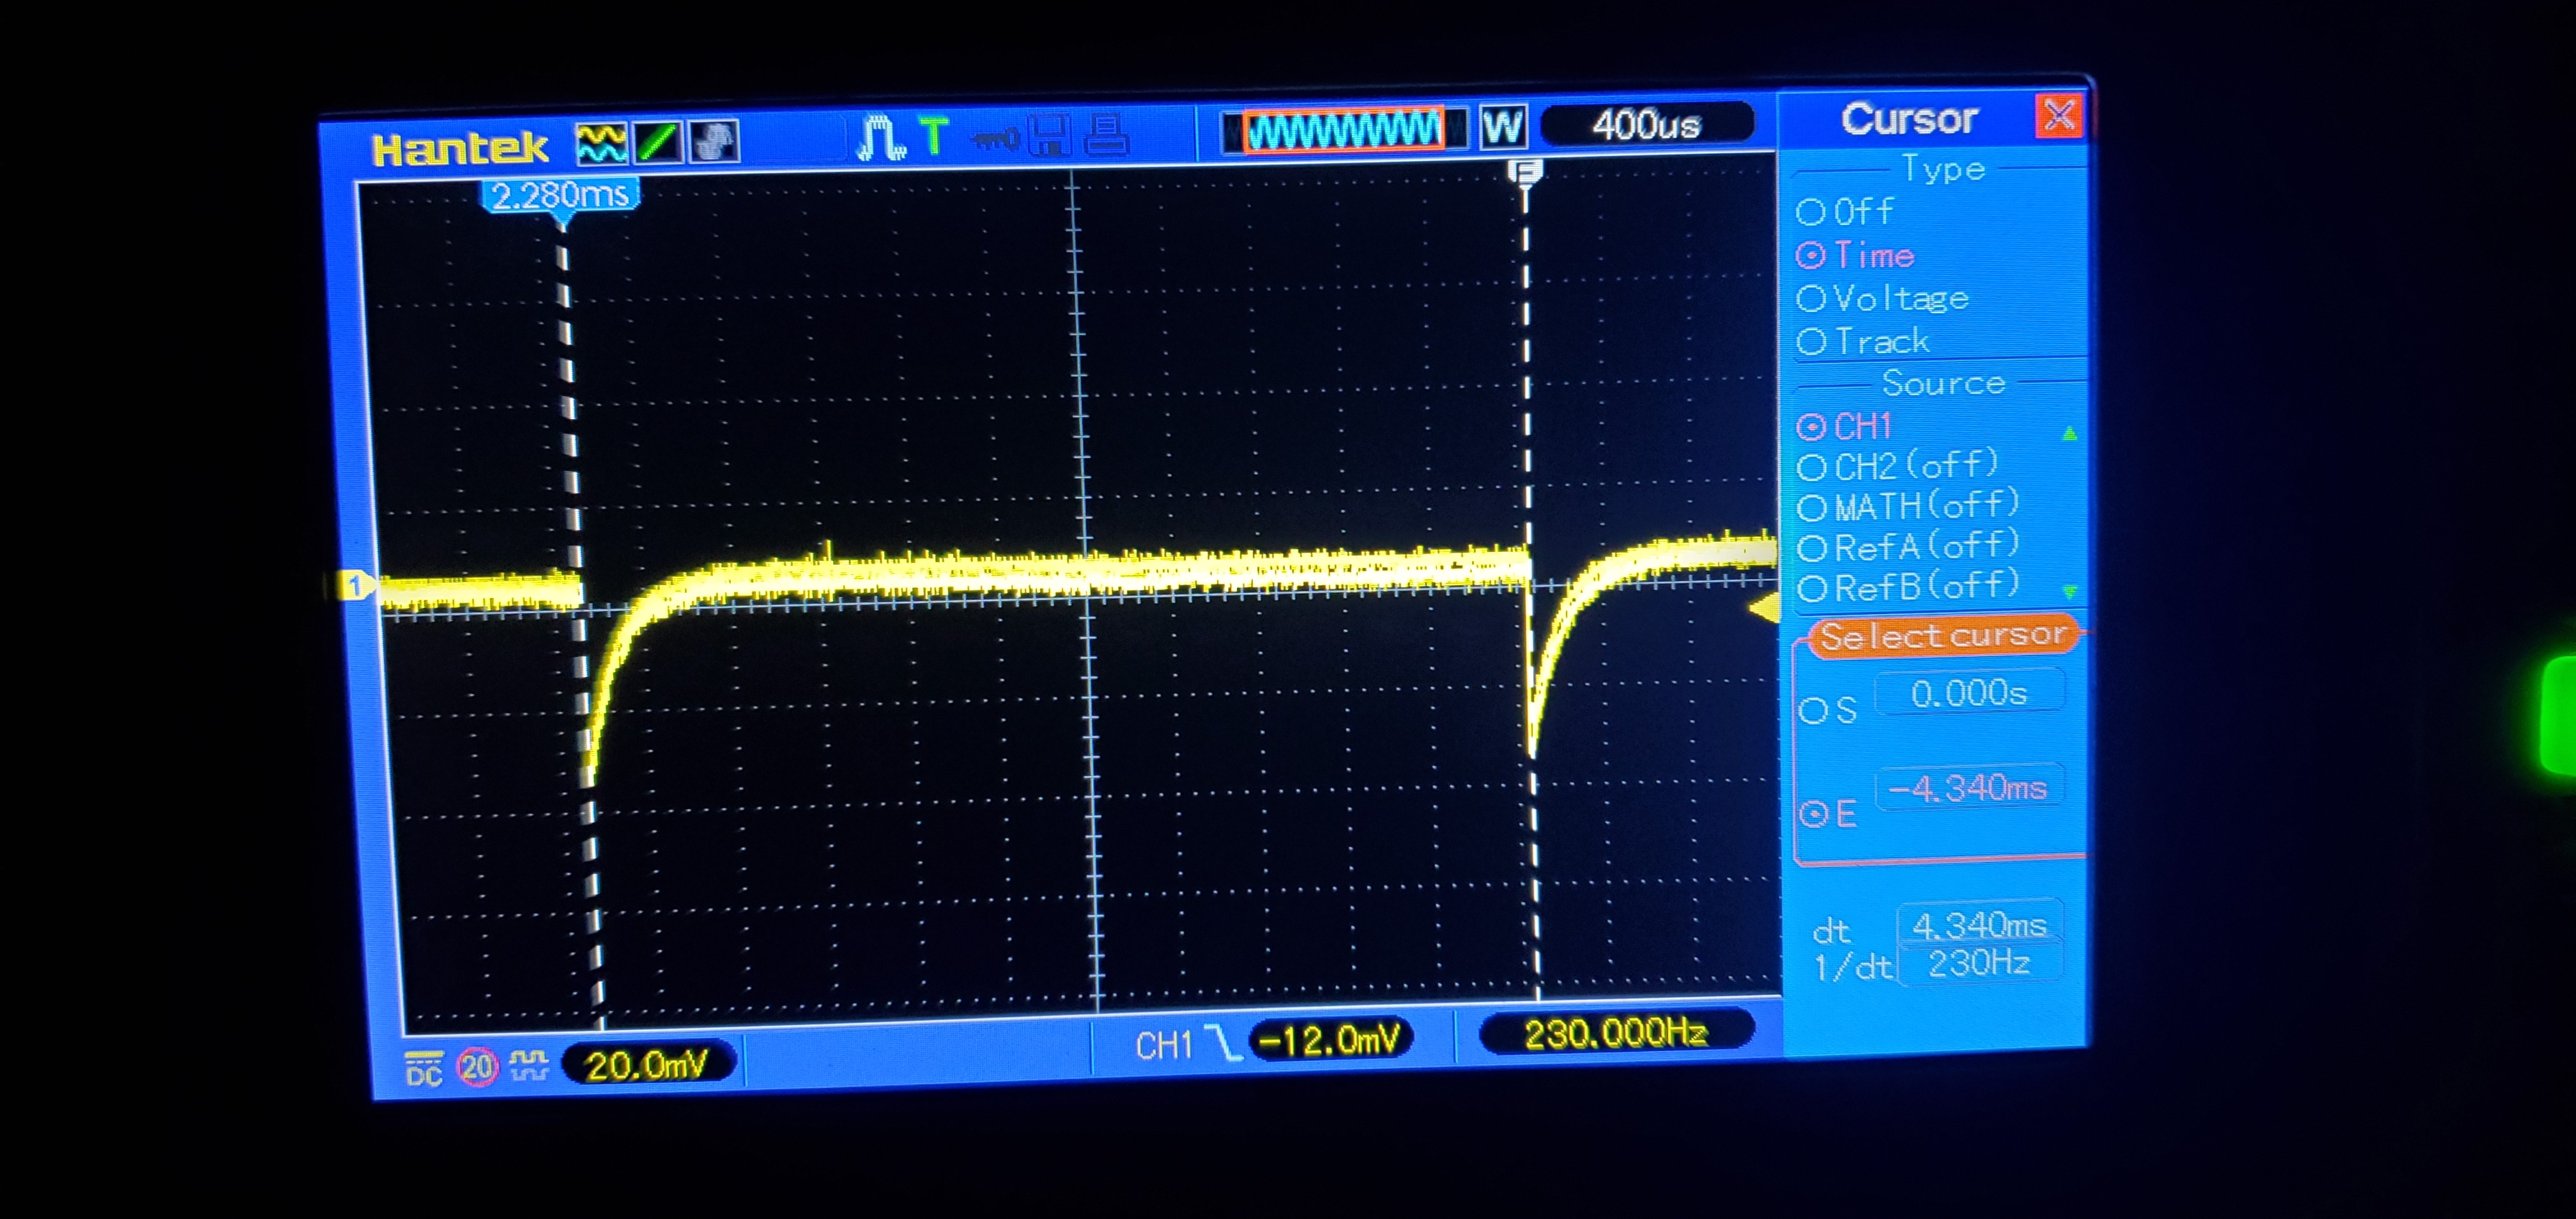 Hantek T W 400us
2.280ms
E
1
Cursor
Type
Off
Time
Voltage
Track
Source
CH1
CH2(off)
MATH(off)
RefA(off)
RefB(off)
Select cursor
S 0.000s
E -4.340ms
dt 4.340ms
1/dt 230Hz
DC 20 20.0mV CH1 -12.0mV 230.000Hz